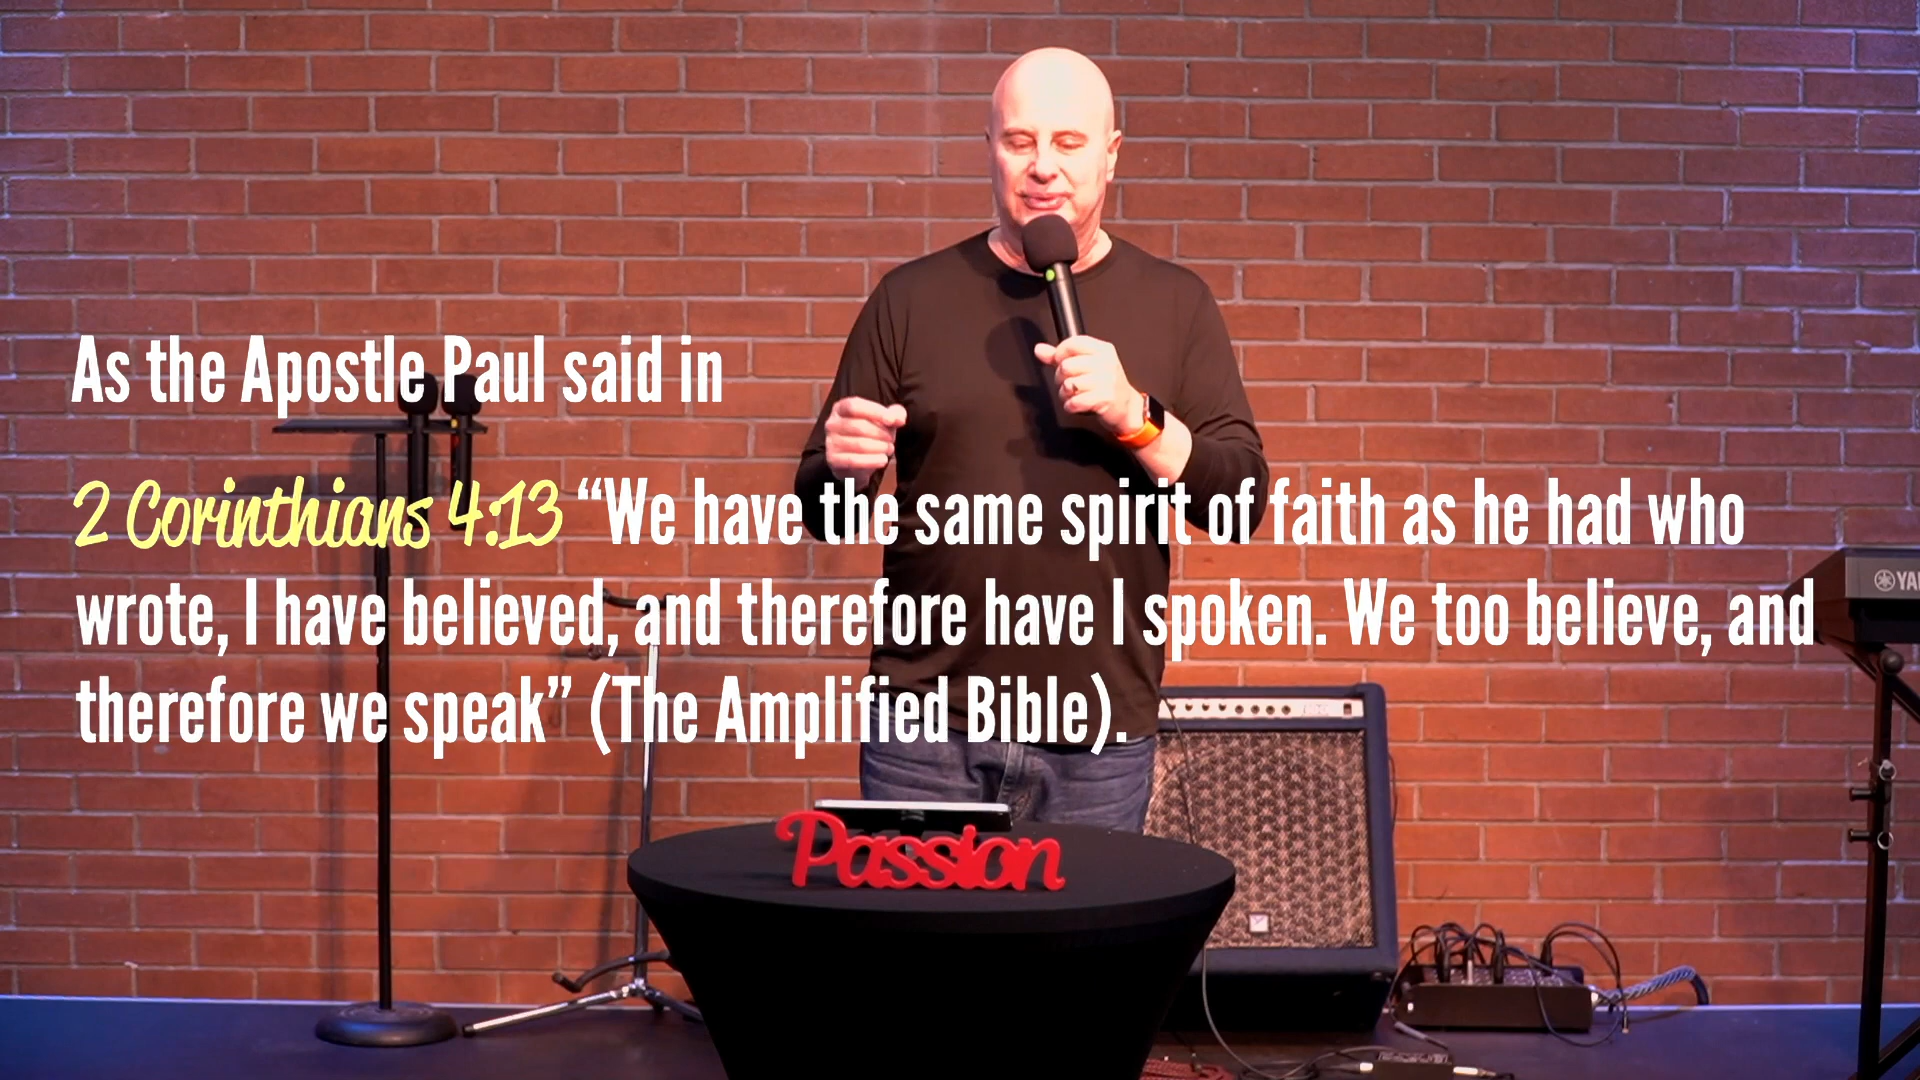 As the Apostle Paul said in
2 Corinthians 4:13 “We have the same spirit of faith as he had who
wrote, I have believed, and therefore have I spoken. We too believe, and
therefore we speak” (The Amplified Bible).
Passion